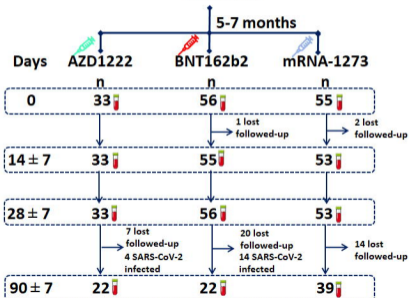 5-7 months
Days AZD1222 BNT162b2 mRNA-1273
n n n
0 33 56 55
1 lost
followed-up
2 lost
followed-up
14 ± 7 33 55 53
28 ± 7 33 56 53
7 lost
followed-up
4 SARS-CoV-2
infected
20 lost
followed-up
14 SARS-CoV-2
infected
14 lost
followed-up
90 ± 7 22 22 39